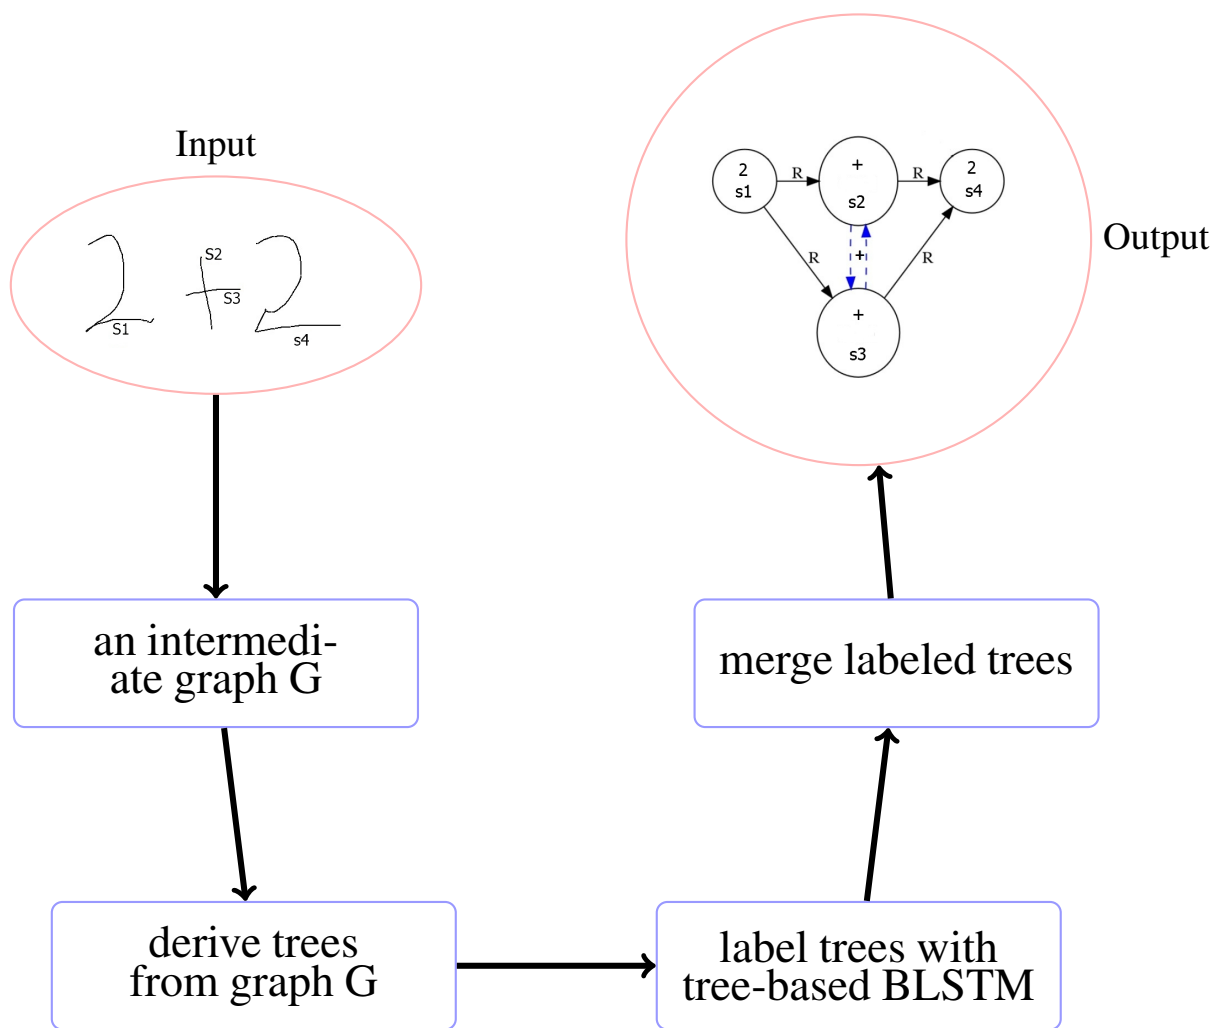 Input
2 + 2
S1
S2
S3
s4
an intermedi-
ate graph G
derive trees
from graph G
label trees with
tree-based BLSTM
merge labeled trees
Output
2
s1
R
+
s2
R
2
s4
R
+
R
+
s3